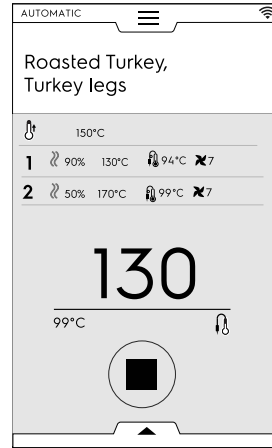 AUTOMATIC
Roasted Turkey,
Turkey legs
150°C
1 90% 130°C 94°C 7
2 50% 170°C 99°C 7
130
99°C